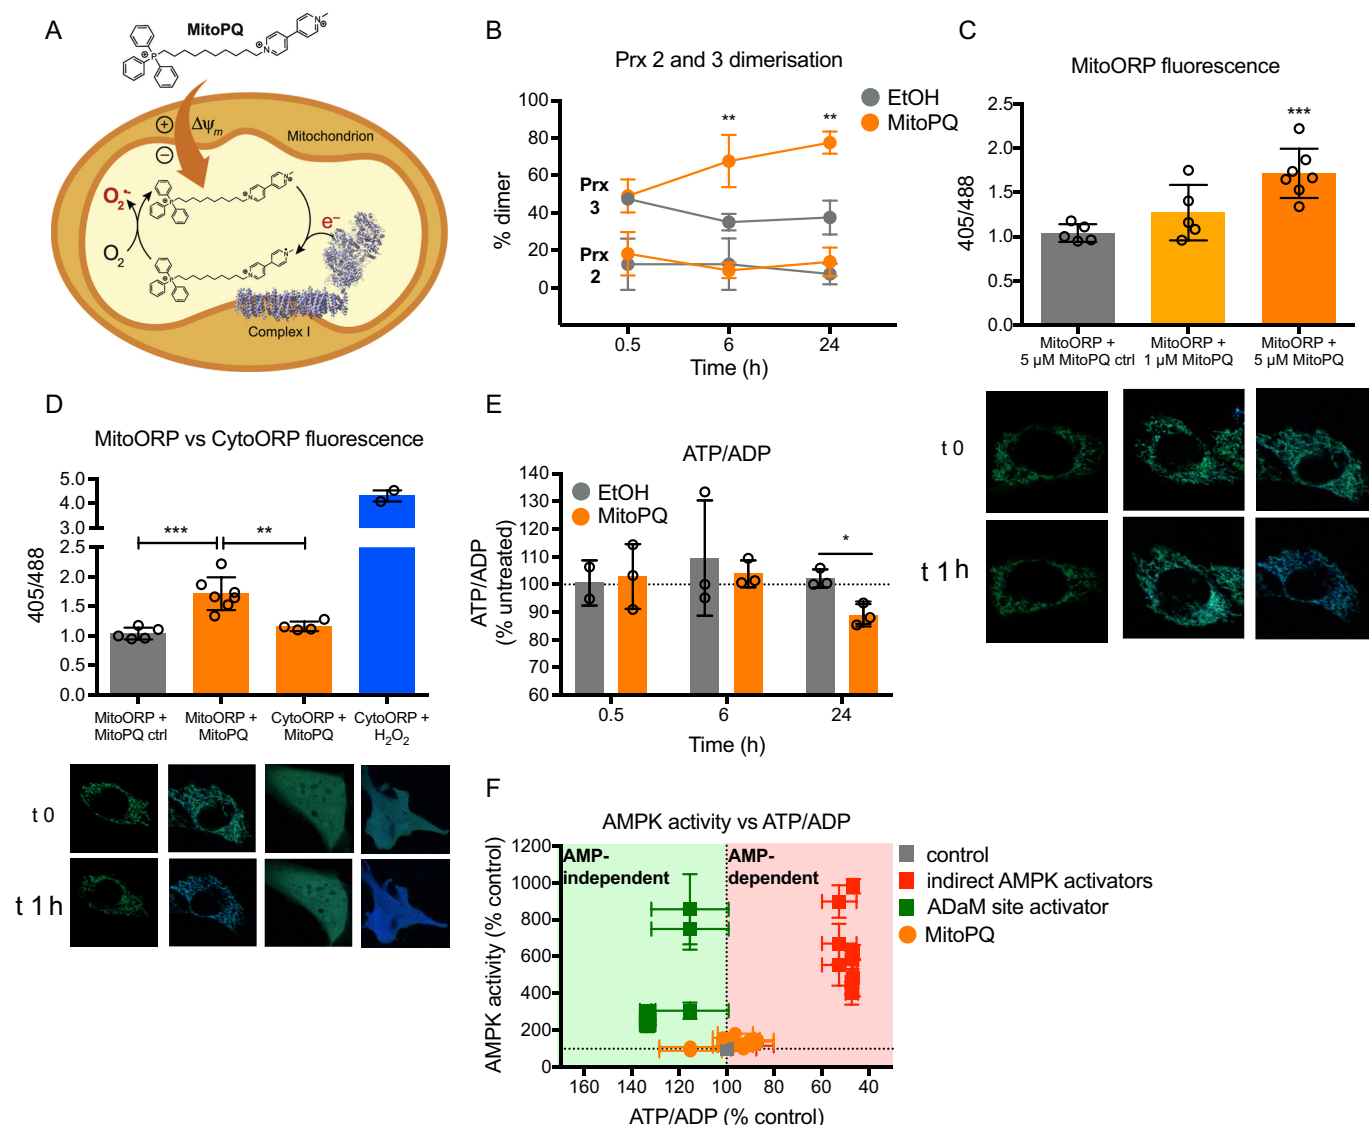 A
MitoPQ
P
⊕
N
⊕
N
⊕
+
Δψm
−
Mitochondrion
O2•-
O2
e−
Complex I
B
Prx 2 and 3 dimerisation
EtOH
MitoPQ
% dimer
100
80
60
40
20
0
**
**
Prx
3
Prx
2
0.5
6
24
Time (h)
C
MitoORP fluorescence
405/488
2.5
2.0
1.5
1.0
0.5
0.0
***
MitoORP +
5 µM MitoPQ ctrl
MitoORP +
1 µM MitoPQ
MitoORP +
5 µM MitoPQ
t 0
t 1h
D
MitoORP vs CytoORP fluorescence
405/488
5.0
4.0
3.0
2.5
2.0
1.5
1.0
0.5
0.0
***
**
MitoORP +
MitoPQ ctrl
MitoORP +
MitoPQ
CytoORP +
MitoPQ
CytoORP +
H2O2
t 0
t 1h
E
ATP/ADP
EtOH
MitoPQ
ATP/ADP
(% untreated)
140
130
120
110
100
90
80
70
60
*
0.5
6
24
Time (h)
F
AMPK activity vs ATP/ADP
AMPK activity (% control)
1200
1000
800
600
400
200
0
AMP-
independent
AMP-
dependent
control
indirect AMPK activators
ADaM site activator
MitoPQ
160
140
120
100
80
60
40
ATP/ADP (% control)